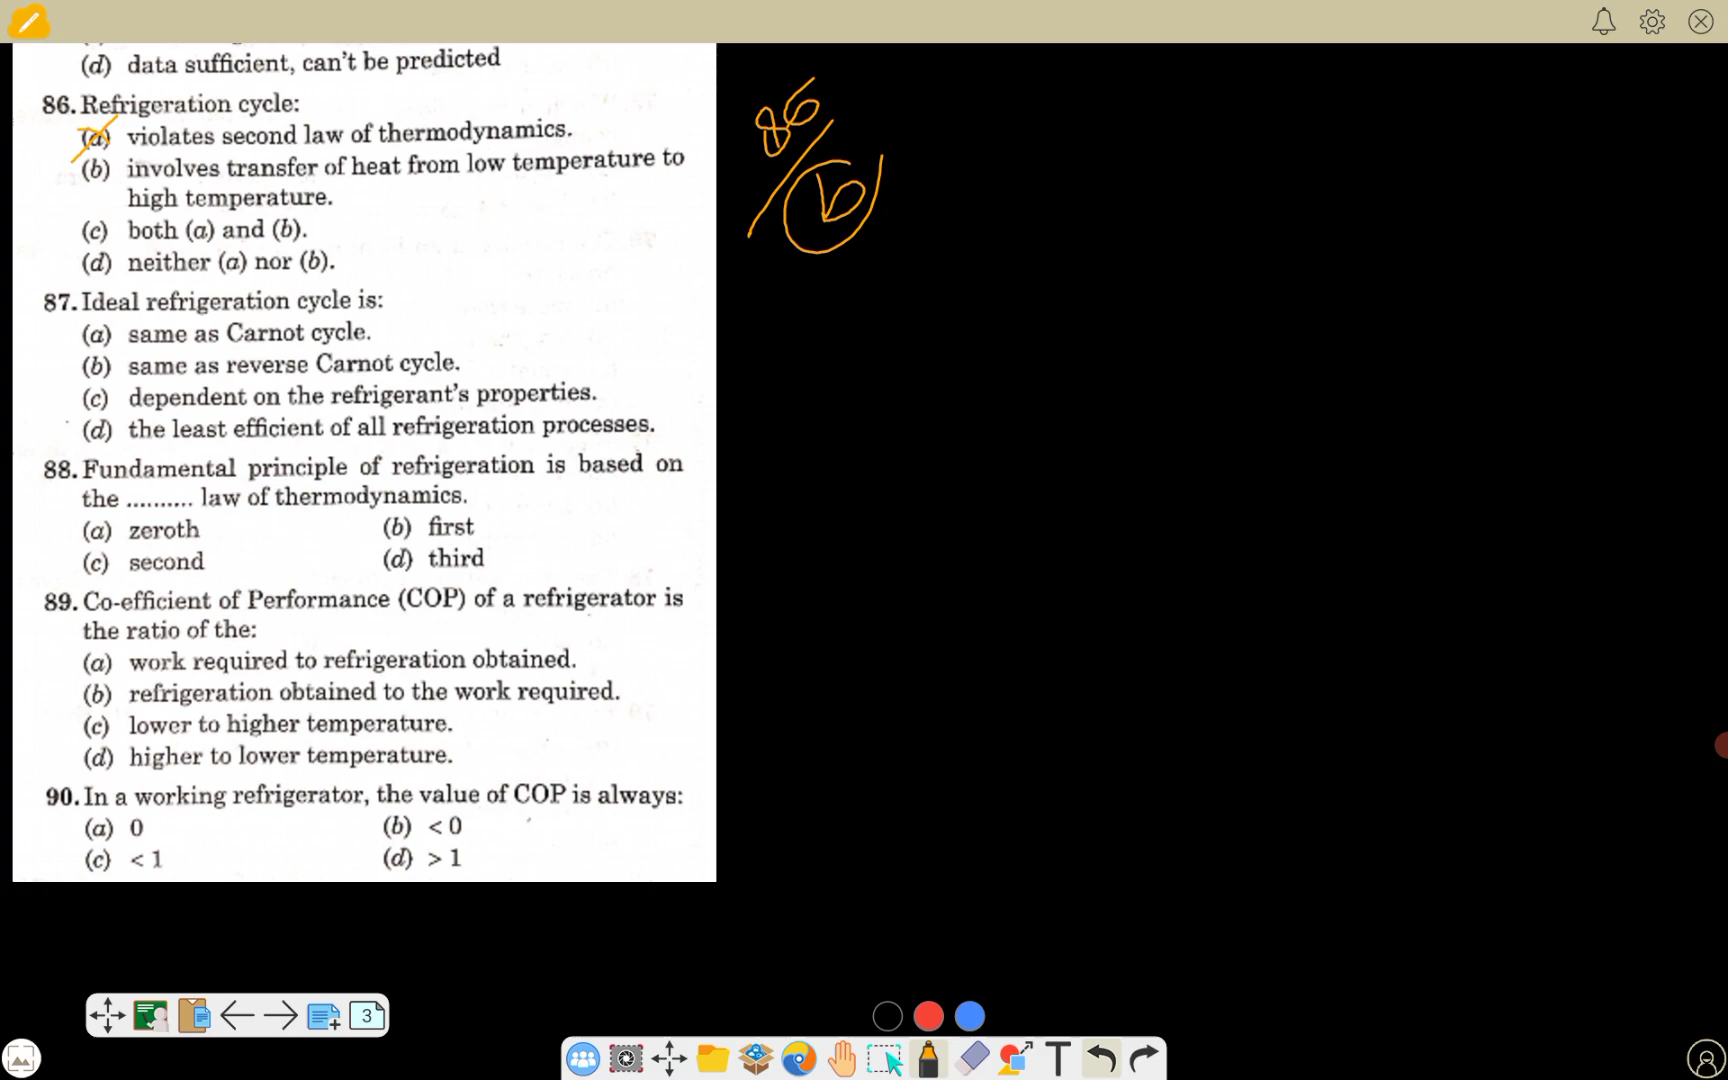 (d) data sufficient, can't be predicted
86. Refrigeration cycle:
(a) violates second law of thermodynamics.
(b) involves transfer of heat from low temperature to
high temperature.
(c) both (a) and (b).
(d) neither (a) nor (b).
87. Ideal refrigeration cycle is:
(a) same as Carnot cycle.
(b) same as reverse Carnot cycle.
(c) dependent on the refrigerant's properties.
(d) the least efficient of all refrigeration processes.
88. Fundamental principle of refrigeration is based on
the .......... law of thermodynamics.
(a) zeroth (b) first
(c) second (d) third
89. Co-efficient of Performance (COP) of a refrigerator is
the ratio of the:
(a) work required to refrigeration obtained.
(b) refrigeration obtained to the work required.
(c) lower to higher temperature.
(d) higher to lower temperature.
90. In a working refrigerator, the value of COP is always:
(a) 0 (b) < 0
(c) < 1 (d) > 1
86
b
3
T